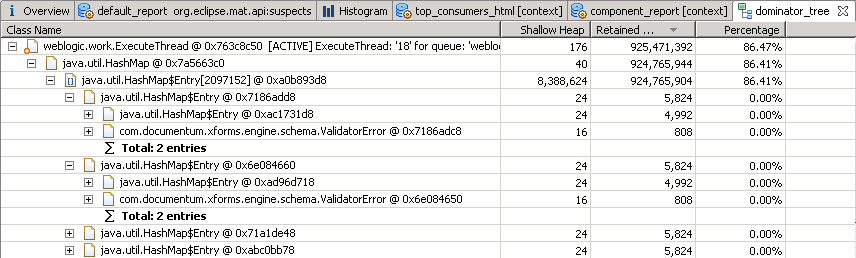 Overview default_report org.eclipse.mat.api:suspects Histogram top_consumers_html [context] component_report [context] dominator_tree
Class Name Shallow Heap Retained ... Percentage
weblogic.work.ExecuteThread @ 0x763c8c50 [ACTIVE] ExecuteThread: '18' for queue: 'weblo 176 925,471,392 86.47%
java.util.HashMap @ 0x7a5663c0 40 924,765,944 86.41%
java.util.HashMap$Entry[2097152] @ 0xa0b893d8 8,388,624 924,765,904 86.41%
java.util.HashMap$Entry @ 0x7186add8 24 5,824 0.00%
java.util.HashMap$Entry @ 0xac1731d8 24 4,992 0.00%
com.documentum.xforms.engine.schema.ValidatorError @ 0x7186adc8 16 808 0.00%
Σ Total: 2 entries
java.util.HashMap$Entry @ 0x6e084660 24 5,824 0.00%
java.util.HashMap$Entry @ 0xad96d718 24 4,992 0.00%
com.documentum.xforms.engine.schema.ValidatorError @ 0x6e084650 16 808 0.00%
Σ Total: 2 entries
java.util.HashMap$Entry @ 0x71a1de48 24 5,824 0.00%
java.util.HashMap$Entry @ 0xabc0bb78 24 5,824 0.00%